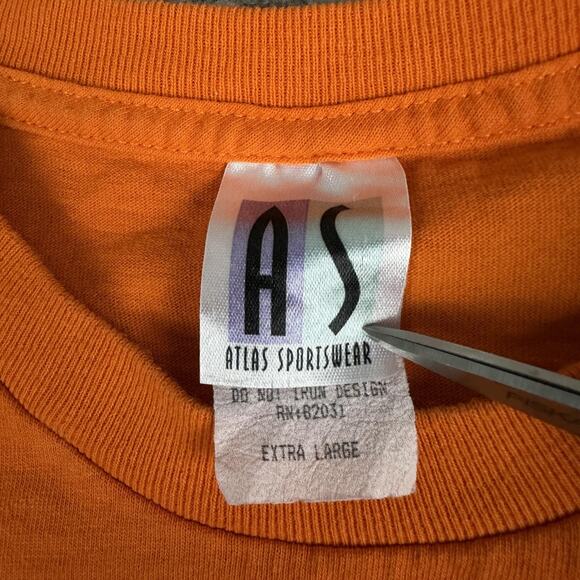 AS
ATLAS SPORTSWEAR
DO NOT IRON DESIGN
RN#82031
EXTRA LARGE